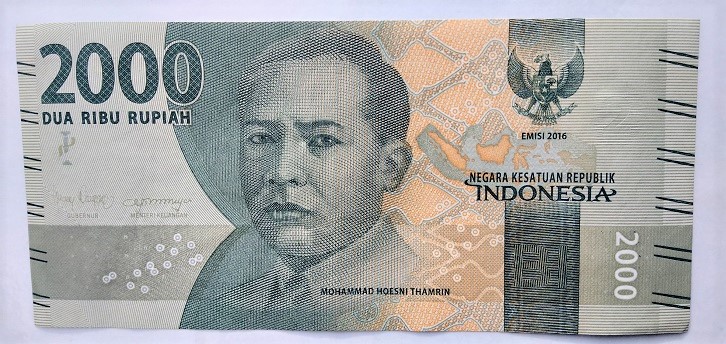 2000
DUA RIBU RUPIAH
GUBERNUR
MENTERI KEUANGAN
MOHAMMAD HOESNI THAMRIN
EMISI 2016
NEGARA KESATUAN REPUBLIK
INDONESIA
2000